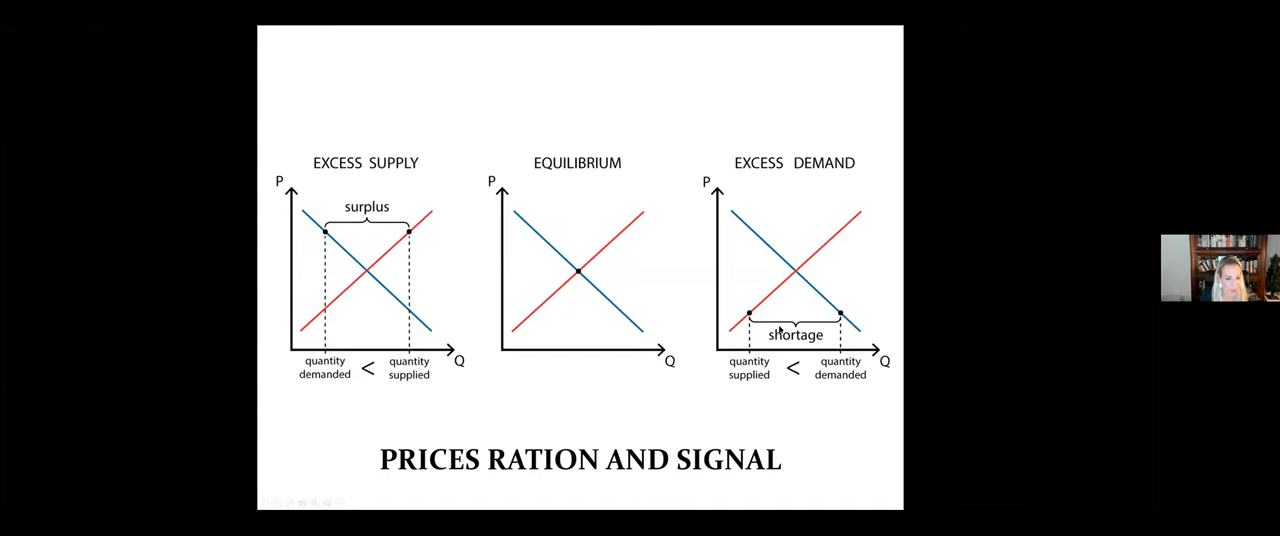 EXCESS SUPPLY
P
surplus
Q
quantity demanded < quantity supplied
EQUILIBRIUM
P
Q
EXCESS DEMAND
P
shortage
Q
quantity supplied < quantity demanded
PRICES RATION AND SIGNAL